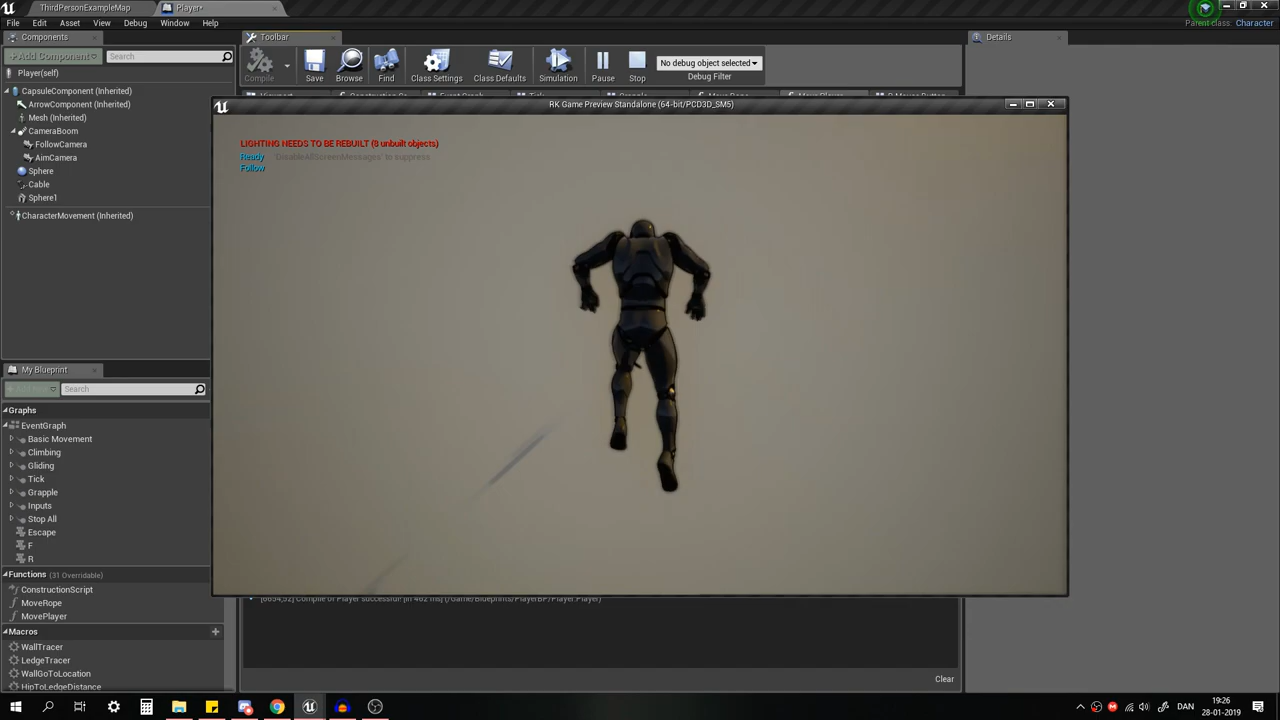 ThirdPersonExampleMap
Player*
File Edit Asset View Debug Window Help
Parent class: Character
Components
Toolbar
Details
+Add Component
Search
Player(self)
Compile
Save
Browse
Find
Class Settings
Class Defaults
Simulation
Pause
Stop
No debug object selected
Debug Filter
CapsuleComponent (Inherited)
ArrowComponent (Inherited)
Mesh (Inherited)
CameraBoom
FollowCamera
AimCamera
Sphere
Cable
Sphere1
CharacterMovement (Inherited)
RK Game Preview Standalone (64-bit/PCD3D_SM5)
LIGHTING NEEDS TO BE REBUILT (8 unbuilt objects)
Ready 'DisableAllScreenMessages' to suppress
Follow
My Blueprint
Search
Graphs
EventGraph
Basic Movement
Climbing
Gliding
Tick
Grapple
Inputs
Stop All
Escape
F
R
Functions (31 Overridable)
ConstructionScript
MoveRope
MovePlayer
Macros
WallTracer
LedgeTracer
WallGoToLocation
HipToLedgeDistance
[6654,52] Compile of Player successful! [in 462 ms] (/Game/Blueprints/PlayerBP/Player.Player)
Clear
DAN
19:26
28-01-2019